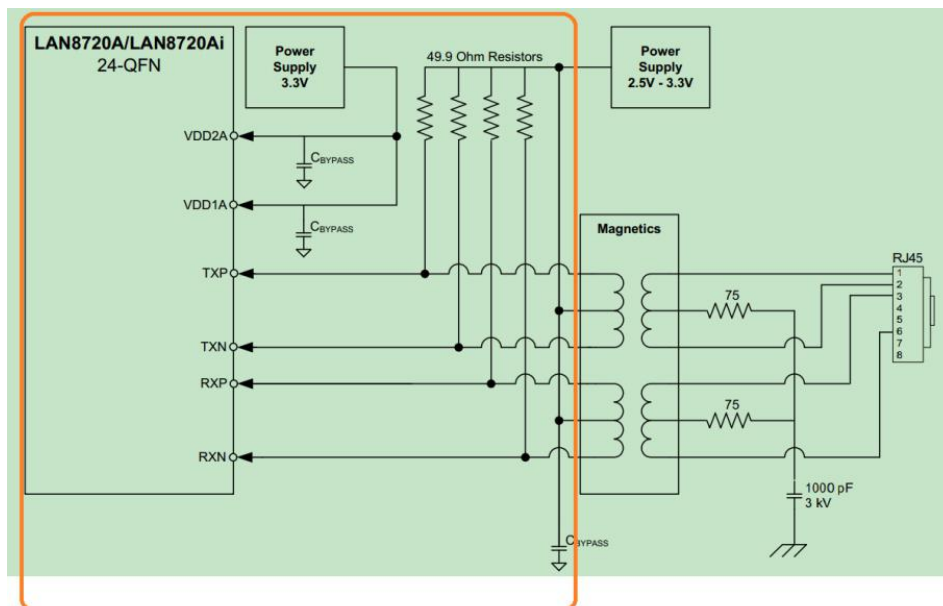 LAN8720A/LAN8720Ai
24-QFN
Power
Supply
3.3V
49.9 Ohm Resistors
Power
Supply
2.5V - 3.3V
VDD2A
CBYPASS
VDD1A
CBYPASS
Magnetics
RJ45
TXP
75
1
2
3
4
5
6
7
8
TXN
RXP
75
RXN
1000 pF
3 kV
CBYPASS